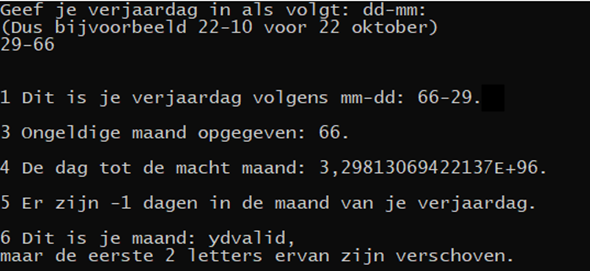 Geef je verjaardag in als volgt: dd-mm:
(Dus bijvoorbeeld 22-10 voor 22 oktober)
29-66
1 Dit is je verjaardag volgens mm-dd: 66-29.
3 Ongeldige maand opgegeven: 66.
4 De dag tot de macht maand: 3,29813069422137E+96.
5 Er zijn -1 dagen in de maand van je verjaardag.
6 Dit is je maand: ydvalid,
maar de eerste 2 letters ervan zijn verschoven.